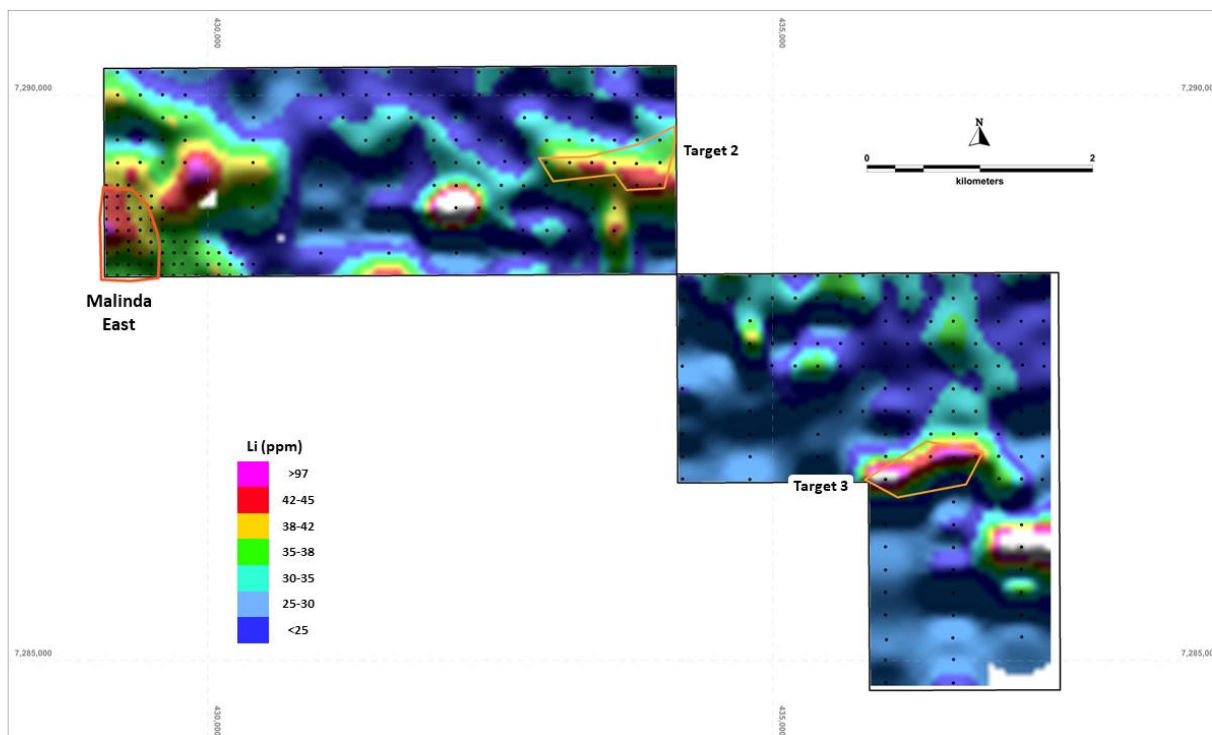 430,000
435,000
7,290,000
7,290,000
N
0
2
kilometers
Target 2
Malinda
East
Li (ppm)
>97
42-45
38-42
35-38
30-35
25-30
<25
Target 3
7,285,000
7,285,000
430,000
435,000